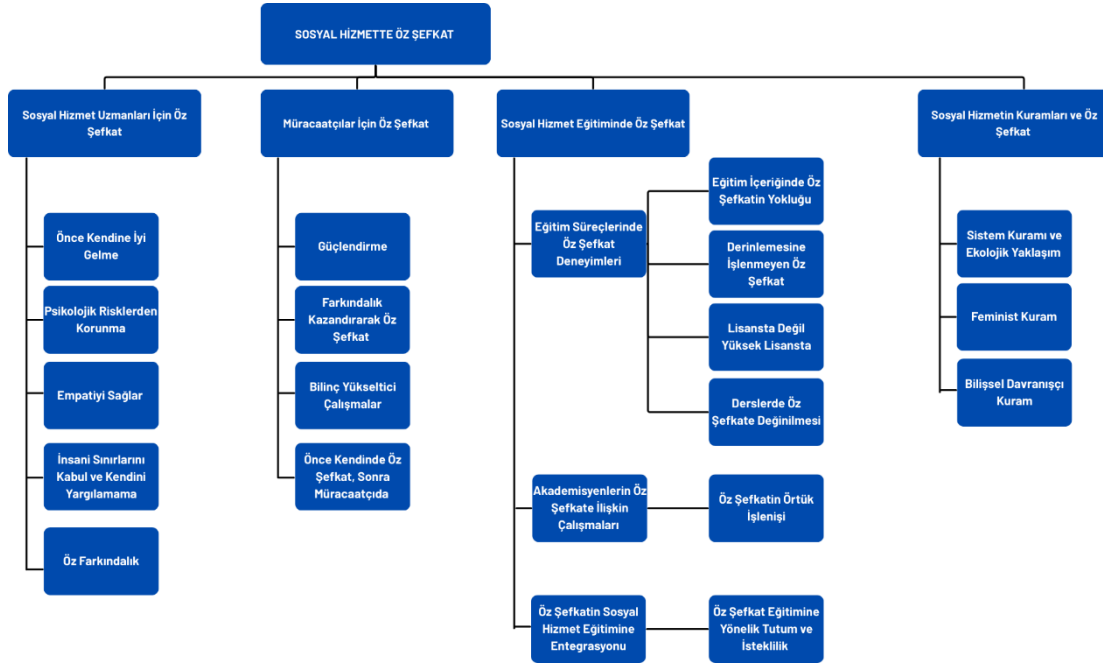 SOSYAL HİZMETTE ÖZ ŞEFKAT
Sosyal Hizmet Uzmanları İçin Öz
Şefkat
Önce Kendine İyi
Gelme
Psikolojik Risklerden
Korunma
Empatiyi Sağlar
İnsani Sınırlarını
Kabul ve Kendini
Yargılamama
Öz Farkındalık
Müracaatçılar İçin Öz Şefkat
Güçlendirme
Farkındalık
Kazandırarak Öz
Şefkat
Bilinç Yükseltici
Çalışmalar
Önce Kendinde Öz
Şefkat, Sonra
Müracaatçıda
Sosyal Hizmet Eğitiminde Öz Şefkat
Eğitim Süreçlerinde
Öz Şefkat
Deneyimleri
Eğitim İçeriğinde Öz
Şefkatin Yokluğu
Derinlemesine
İşlenmeyen Öz
Şefkat
Lisansta Değil
Yüksek Lisansta
Derslerde Öz
Şefkate Değinilmesi
Akademisyenlerin Öz
Şefkate İlişkin
Çalışmaları
Öz Şefkatin Örtük
İşlenişi
Öz Şefkatin Sosyal
Hizmet Eğitimine
Entegrasyonu
Öz Şefkat Eğitimine
Yönelik Tutum ve
İsteklilik
Sosyal Hizmetin Kuramları ve Öz
Şefkat
Sistem Kuramı ve
Ekolojik Yaklaşım
Feminist Kuram
Bilişsel Davranışçı
Kuram